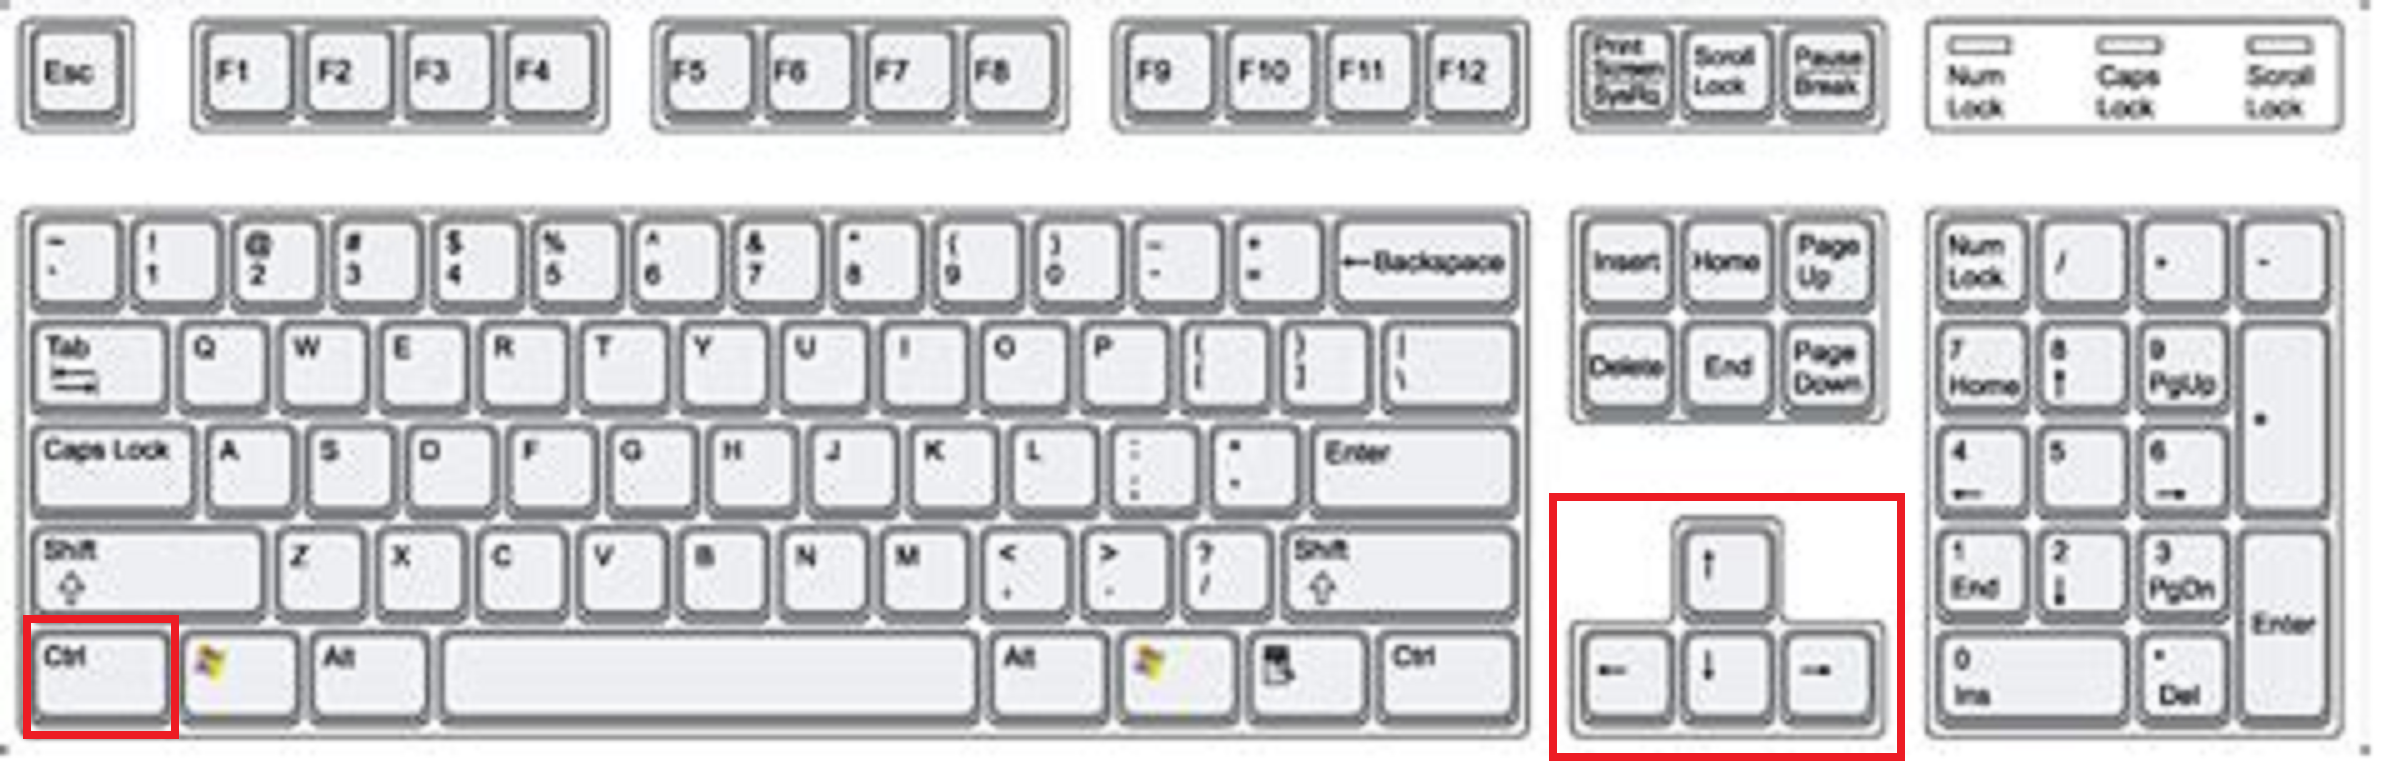 Esc F1 F2 F3 F4 F5 F6 F7 F8 F9 F10 F11 F12
Print
Screen
SysRq
Scroll
Lock
Pause
Break
Num
Lock
Caps
Lock
Scroll
Lock
! @ # $ % ^ & * ( ) – +
1 2 3 4 5 6 7 8 9 0 - = ←Backspace
Insert Home Page
Up
Num
Lock
/ * -
Tab Q W E R T Y U I O P { } |
[ ] \
Delete End Page
Down
7 8 9
Home ↑ PgUp
+
Caps Lock A S D F G H J K L : " Enter
; '
4 5 6
← →
Shift Z X C V B N M < > ? Shift
⇧ , . / ⇧
↑
1 2 3
End ↓ PgDn
Enter
Ctrl Alt Alt Ctrl
← ↓ →
0 .
Ins Del